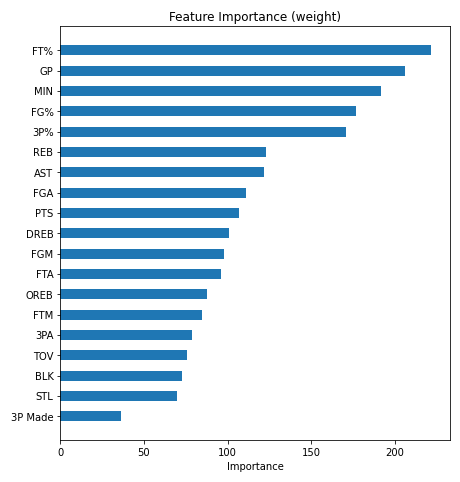 Feature Importance (weight)
FT%
GP
MIN
FG%
3P%
REB
AST
FGA
PTS
DREB
FGM
FTA
OREB
FTM
3PA
TOV
BLK
STL
3P Made
0 50 100 150 200
Importance